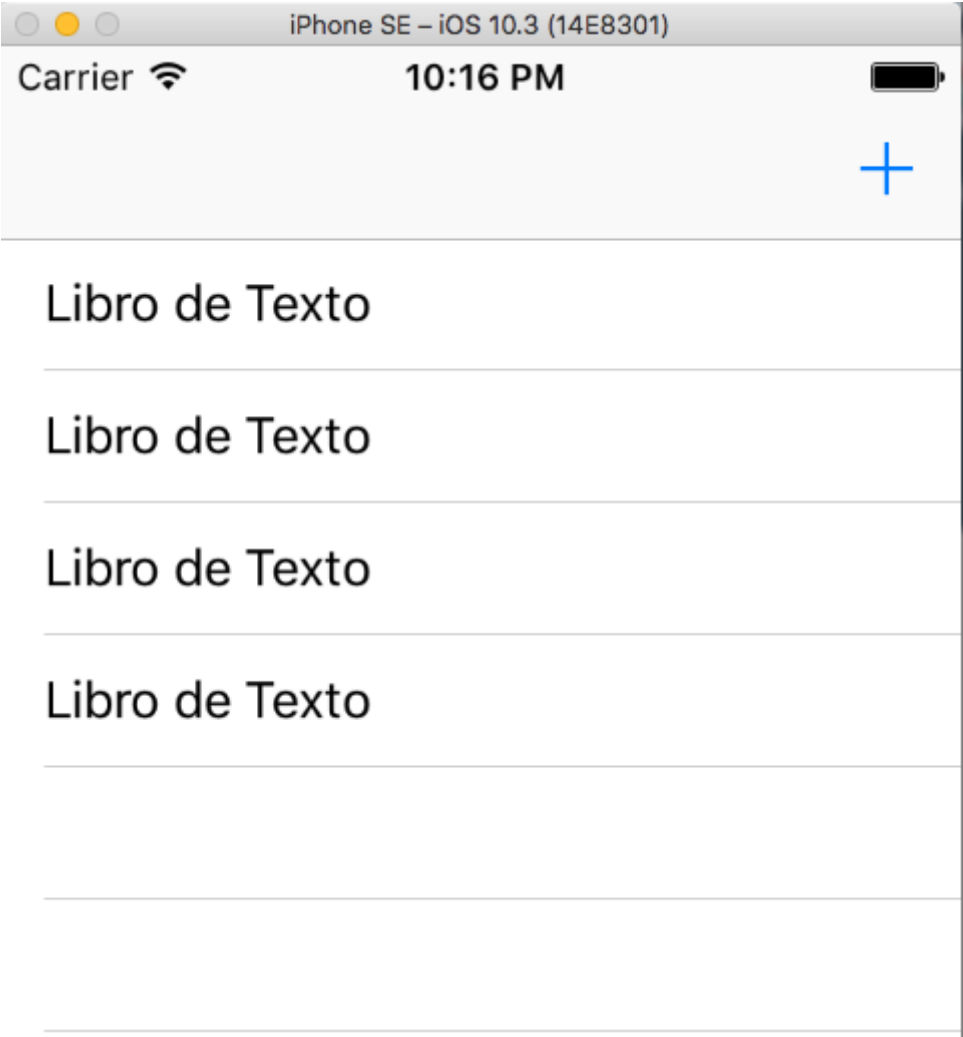 iPhone SE – iOS 10.3 (14E8301)
Carrier 10:16 PM
Libro de Texto
Libro de Texto
Libro de Texto
Libro de Texto